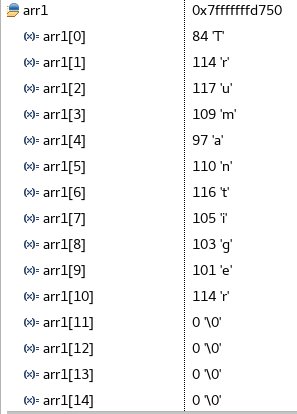 arr1 0x7fffffffd750
(x)= arr1[0] 84 'T'
(x)= arr1[1] 114 'r'
(x)= arr1[2] 117 'u'
(x)= arr1[3] 109 'm'
(x)= arr1[4] 97 'a'
(x)= arr1[5] 110 'n'
(x)= arr1[6] 116 't'
(x)= arr1[7] 105 'i'
(x)= arr1[8] 103 'g'
(x)= arr1[9] 101 'e'
(x)= arr1[10] 114 'r'
(x)= arr1[11] 0 '\0'
(x)= arr1[12] 0 '\0'
(x)= arr1[13] 0 '\0'
(x)= arr1[14] 0 '\0'